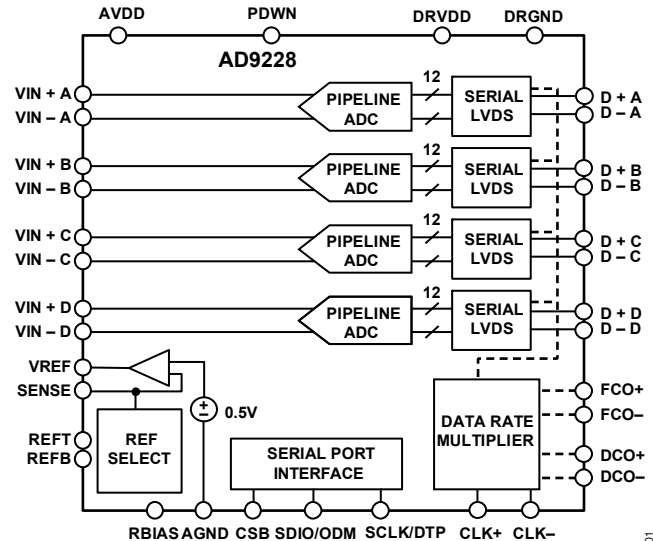 AVDD PDWN DRVDD DRGND
AD9228
VIN + A
VIN – A
PIPELINE
ADC
12
SERIAL
LVDS
D + A
D – A
VIN + B
VIN – B
PIPELINE
ADC
12
SERIAL
LVDS
D + B
D – B
VIN + C
VIN – C
PIPELINE
ADC
12
SERIAL
LVDS
D + C
D – C
VIN + D
VIN – D
PIPELINE
ADC
12
SERIAL
LVDS
D + D
D – D
VREF
SENSE
+
–
0.5V
REFT
REFB
REF
SELECT
SERIAL PORT
INTERFACE
DATA RATE
MULTIPLIER
FCO+
FCO–
DCO+
DCO–
RBIAS AGND CSB SDIO/ODM SCLK/DTP CLK+ CLK–
01